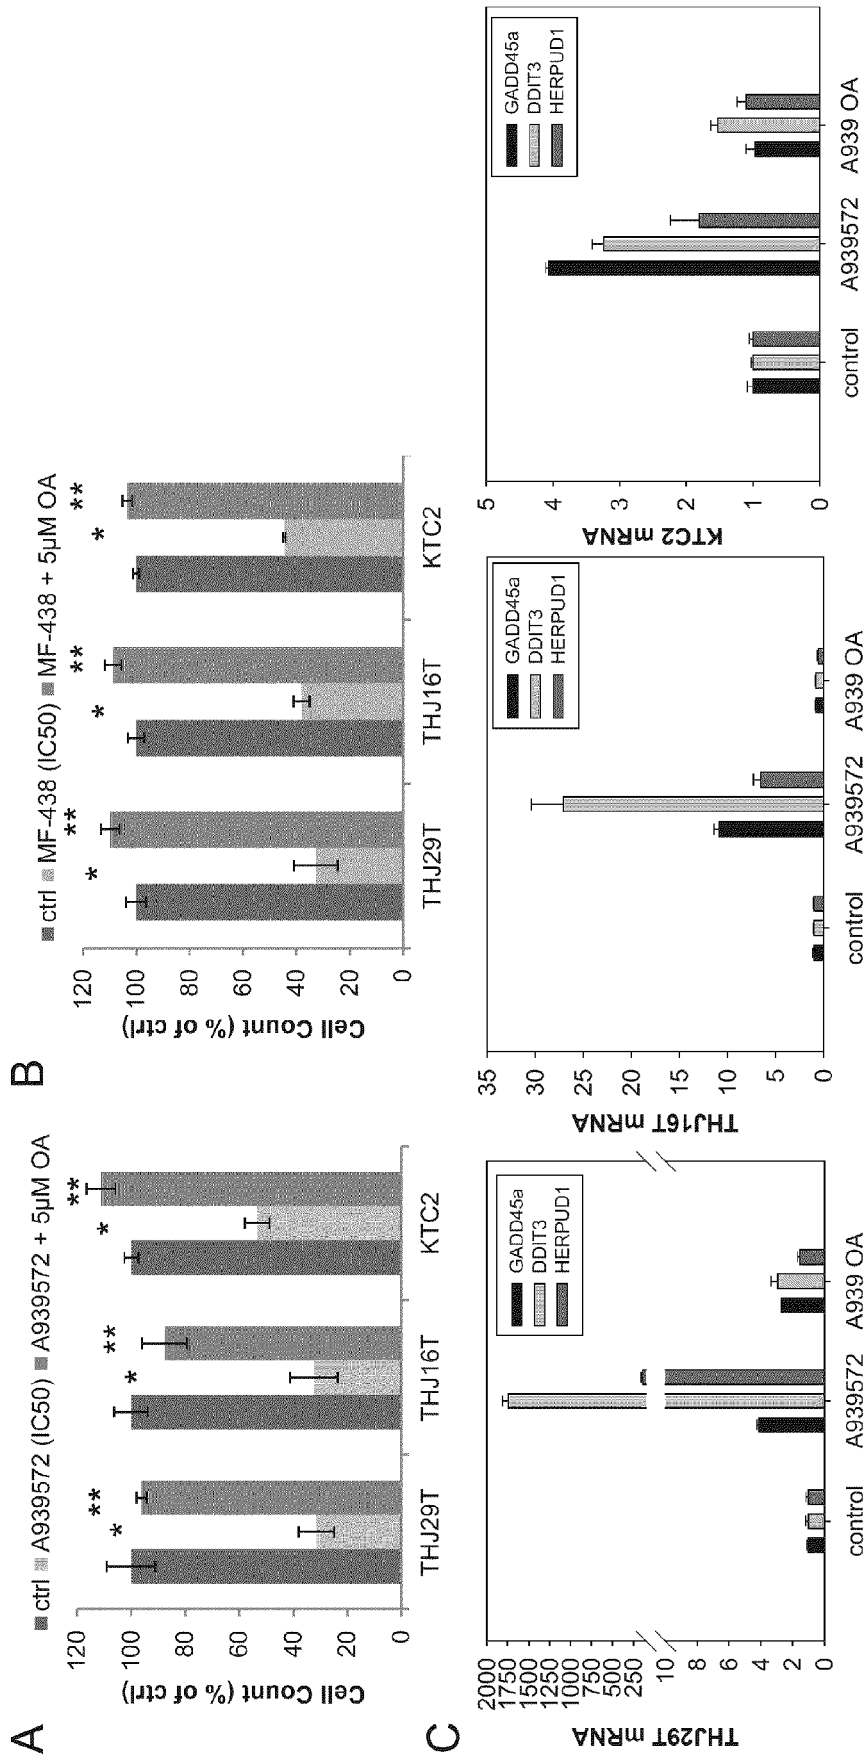 A
■ ctrl ■ A939572 (IC50) ■ A939572 + 5µM OA
Cell Count (% of ctrl)
120
100
80
60
40
20
0
* **
* **
* **
THJ29T THJ16T KTC2
B
■ ctrl ■ MF-438 (IC50) ■ MF-438 + 5µM OA
Cell Count (% of ctrl)
120
100
80
60
40
20
0
* **
* **
* **
THJ29T THJ16T KTC2
C
THJ29T mRNA
2000
1750
1500
1250
1000
750
500
250
10
8
6
4
2
0
GADD45a
DDIT3
HERPUD1
control A939572 A939 OA
THJ16T mRNA
35
30
25
20
15
10
5
0
GADD45a
DDIT3
HERPUD1
control A939572 A939 OA
KTC2 mRNA
5
4
3
2
1
0
GADD45a
DDIT3
HERPUD1
control A939572 A939 OA